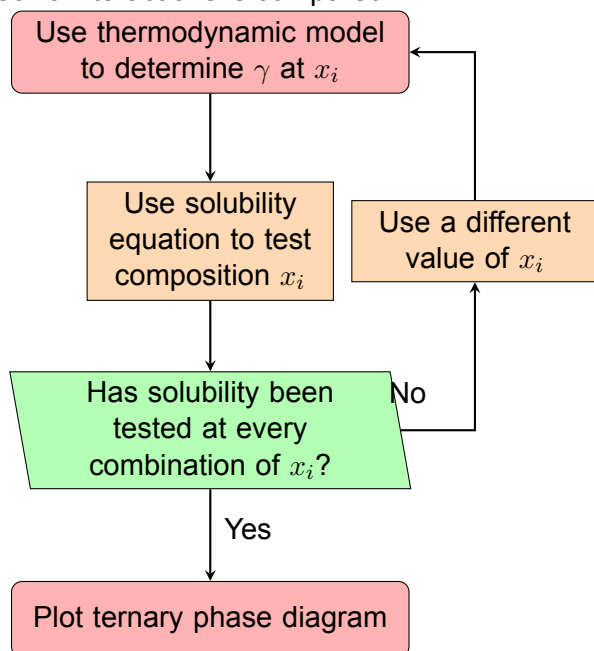 Use thermodynamic model
to determine γ at xᵢ
Use solubility
equation to test
composition xᵢ
Use a different
value of xᵢ
Has solubility been
tested at every
combination of xᵢ?
No
Yes
Plot ternary phase diagram